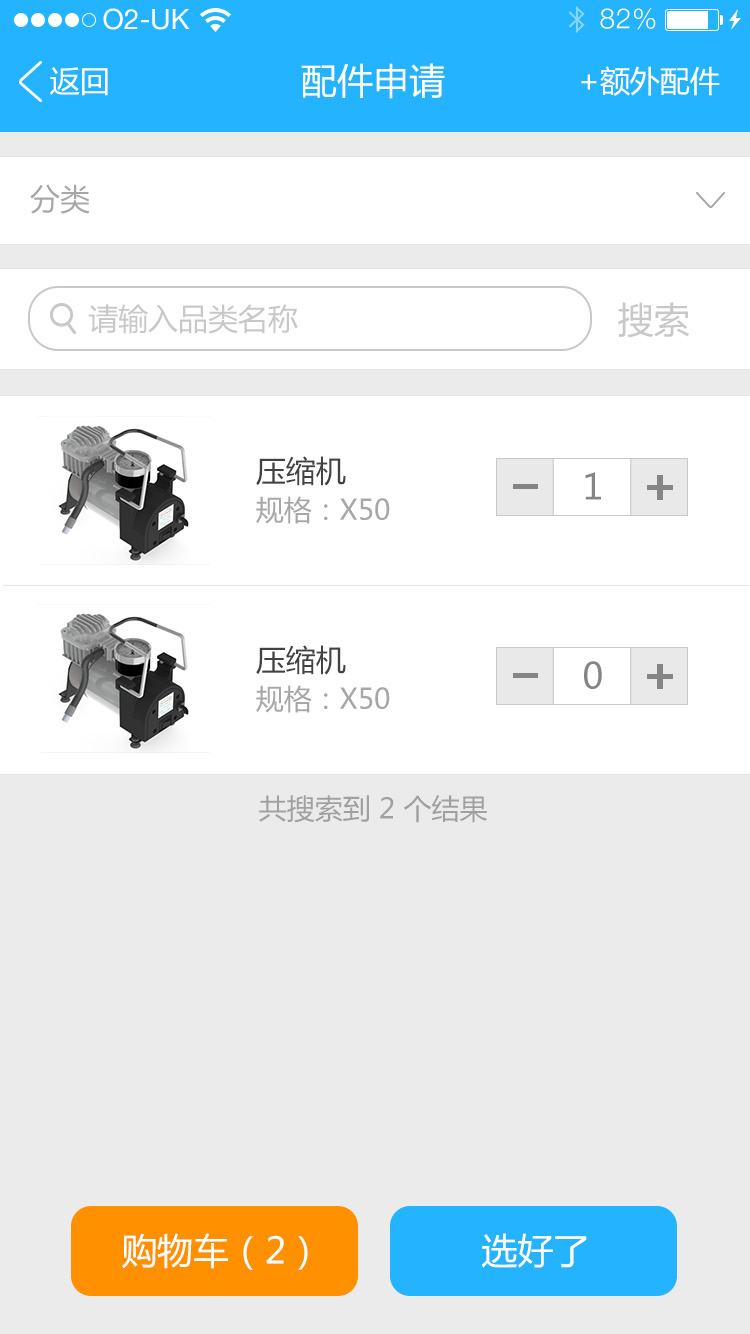 O2-UK 82%
返回 配件申请 +额外配件
分类
请输入品类名称 搜索
压缩机
规格：X50
1
压缩机
规格：X50
0
共搜索到 2 个结果
购物车（2） 选好了